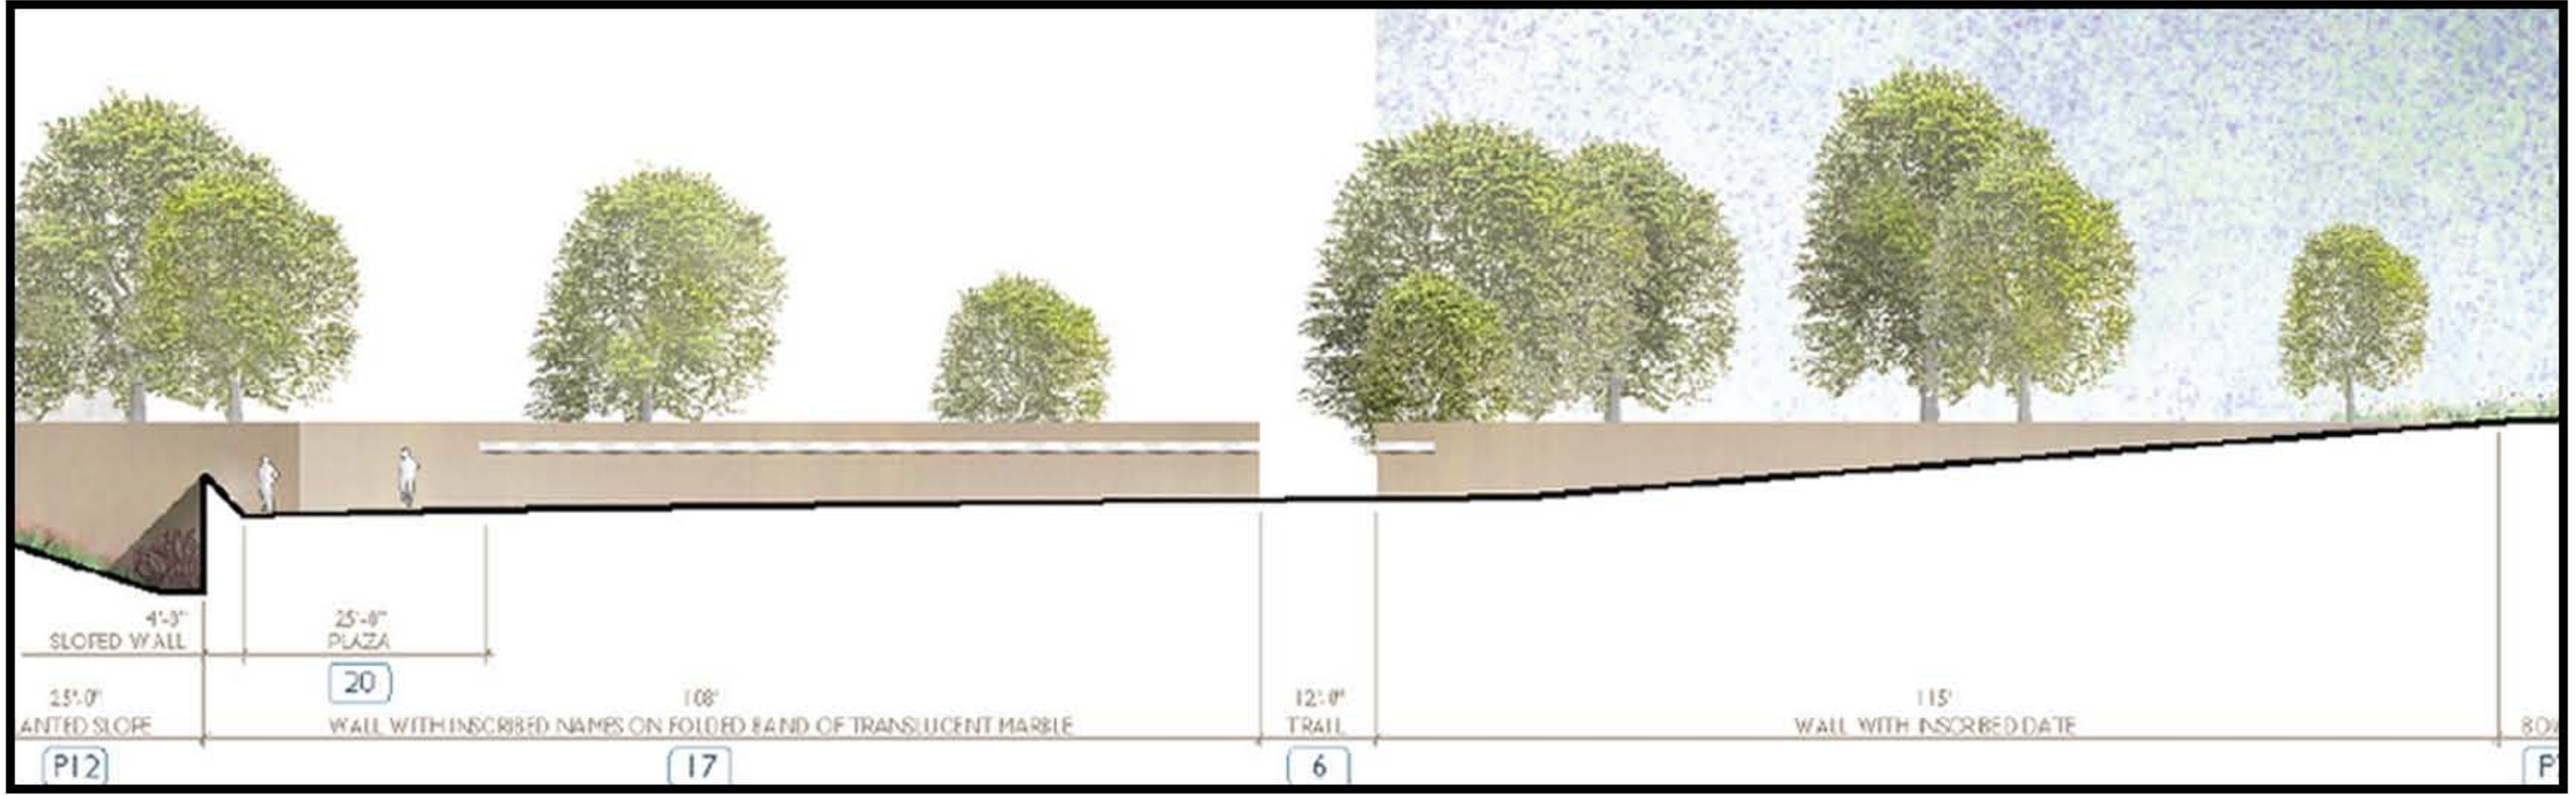 4'-0"
SLOPED WALL
25'-0"
PLAZA
20
25'-0"
ANTED SLOPE
P12
108'
WALL WITH INSCRIBED NAMES ON FOLDED BAND OF TRANSLUCENT MARBLE
17
12'-0"
TRAIL
6
115'
WALL WITH INSCRIBED DATE